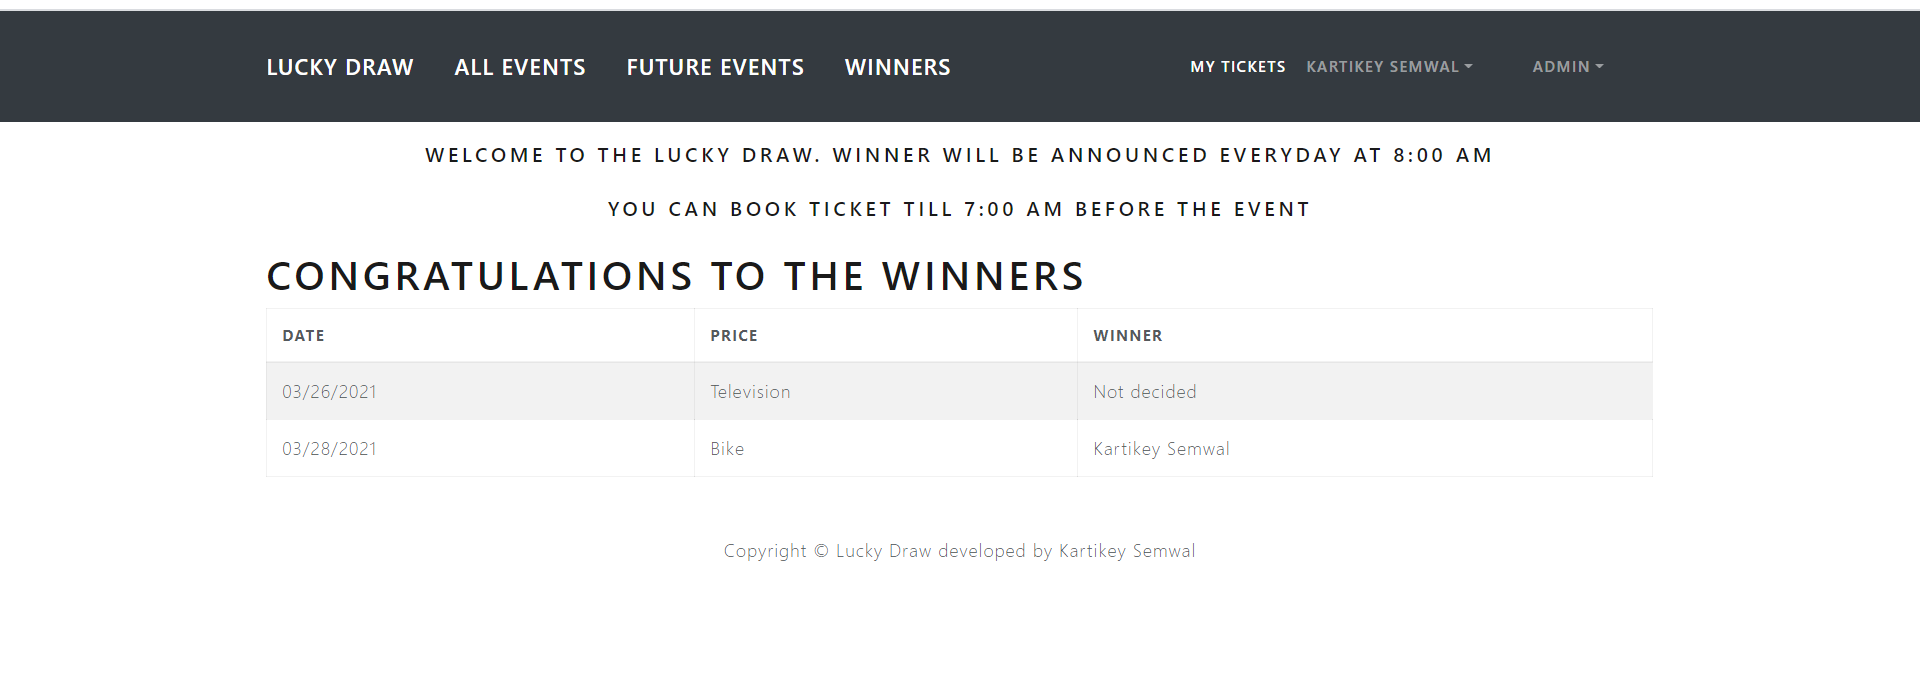 LUCKY DRAW ALL EVENTS FUTURE EVENTS WINNERS MY TICKETS KARTIKEY SEMWAL ADMIN
WELCOME TO THE LUCKY DRAW. WINNER WILL BE ANNOUNCED EVERYDAY AT 8:00 AM
YOU CAN BOOK TICKET TILL 7:00 AM BEFORE THE EVENT
CONGRATULATIONS TO THE WINNERS
DATE PRICE WINNER
03/26/2021 Television Not decided
03/28/2021 Bike Kartikey Semwal
Copyright © Lucky Draw developed by Kartikey Semwal